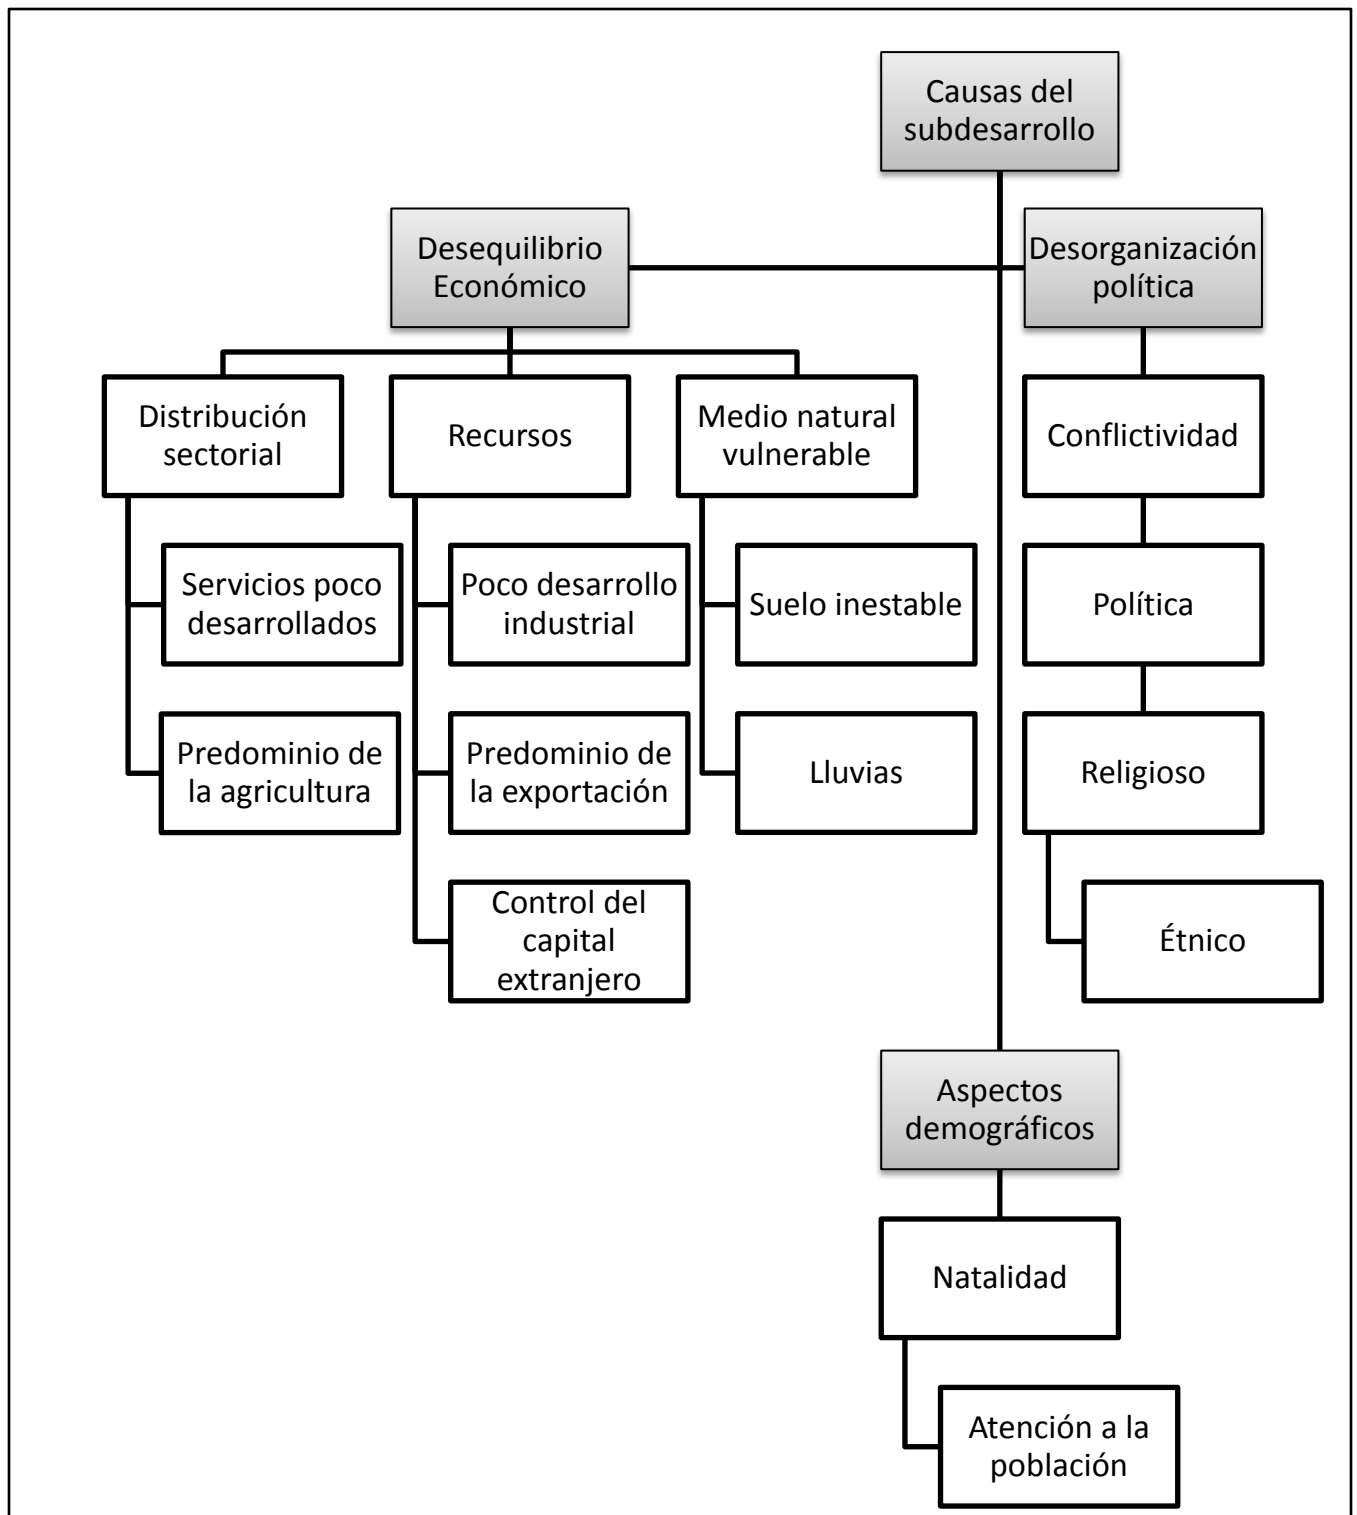 Causas del
subdesarrollo
Desequilibrio
Económico
Desorganización
política
Distribución
sectorial
Recursos
Medio natural
vulnerable
Conflictividad
Servicios poco
desarrollados
Poco desarrollo
industrial
Suelo inestable
Política
Predominio de
la agricultura
Predominio de
la exportación
Lluvias
Religioso
Control del
capital
extranjero
Étnico
Aspectos
demográficos
Natalidad
Atención a la
población